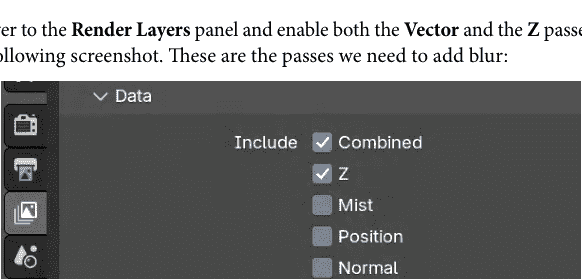 ver to the Render Layers panel and enable both the Vector and the Z passe
ollowing screenshot. These are the passes we need to add blur:
Data
Include Combined
Z
Mist
Position
Normal